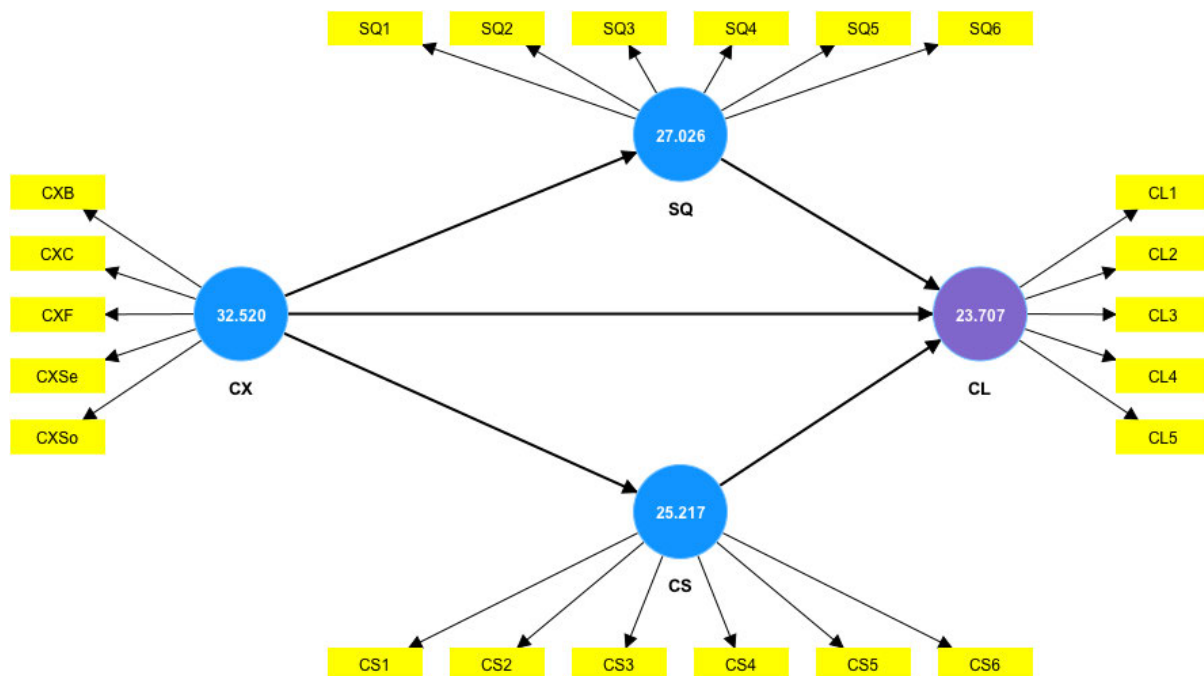 SQ1 SQ2 SQ3 SQ4 SQ5 SQ6
27.026
SQ
CXB
CXC
CXF
CXSe
CXSo
32.520
CX
CL1
CL2
CL3
CL4
CL5
23.707
CL
25.217
CS
CS1 CS2 CS3 CS4 CS5 CS6